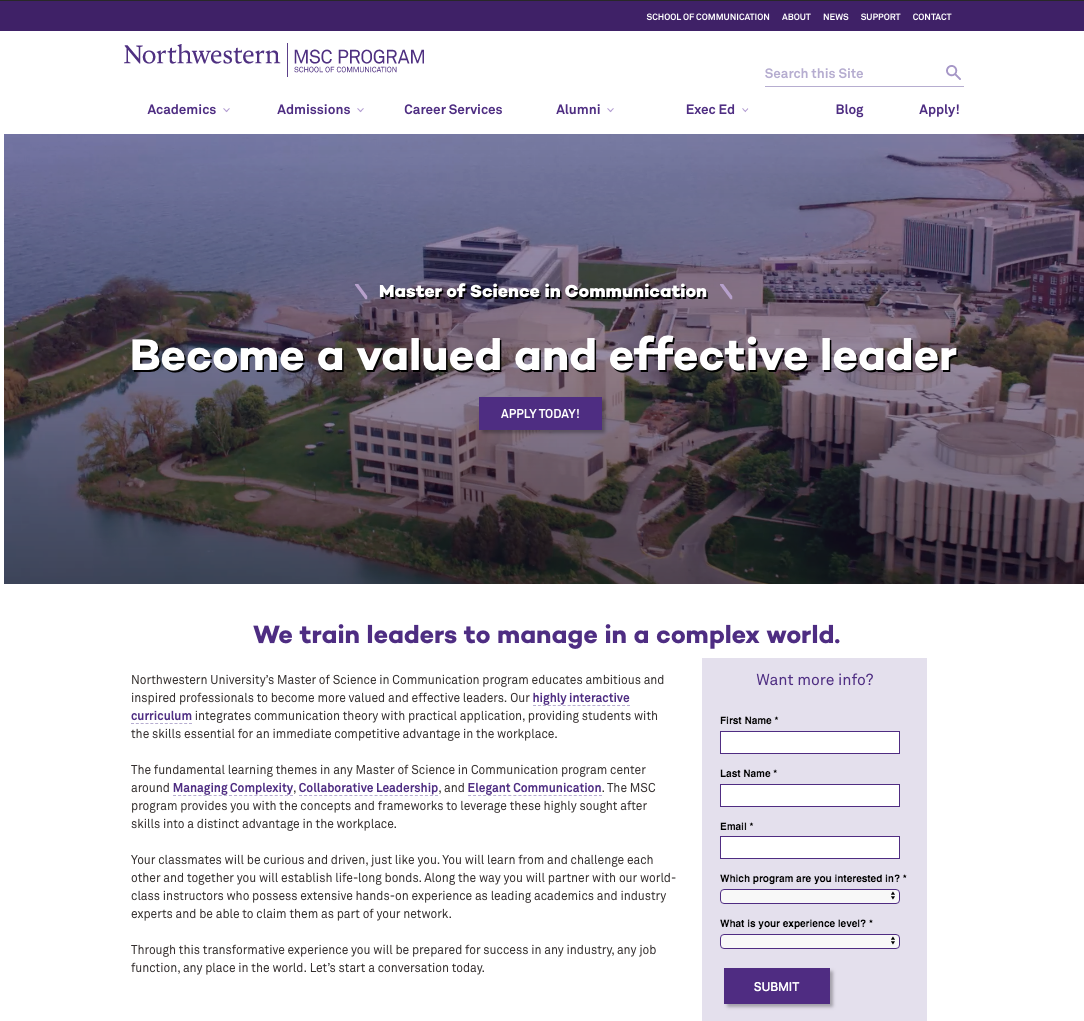 SCHOOL OF COMMUNICATION ABOUT NEWS SUPPORT CONTACT
Northwestern MSC PROGRAM
SCHOOL OF COMMUNICATION
Search this Site
Academics Admissions Career Services Alumni Exec Ed Blog Apply!
Master of Science in Communication
Become a valued and effective leader
APPLY TODAY!
We train leaders to manage in a complex world.
Northwestern University's Master of Science in Communication program educates ambitious and
inspired professionals to become more valued and effective leaders. Our highly interactive
curriculum integrates communication theory with practical application, providing students with
the skills essential for an immediate competitive advantage in the workplace.
The fundamental learning themes in any Master of Science in Communication program center
around Managing Complexity, Collaborative Leadership, and Elegant Communication. The MSC
program provides you with the concepts and frameworks to leverage these highly sought after
skills into a distinct advantage in the workplace.
Your classmates will be curious and driven, just like you. You will learn from and challenge each
other and together you will establish life-long bonds. Along the way you will partner with our world-
class instructors who possess extensive hands-on experience as leading academics and industry
experts and be able to claim them as part of your network.
Through this transformative experience you will be prepared for success in any industry, any job
function, any place in the world. Let's start a conversation today.
Want more info?
First Name *
Last Name *
Email *
Which program are you interested in? *
What is your experience level? *
SUBMIT